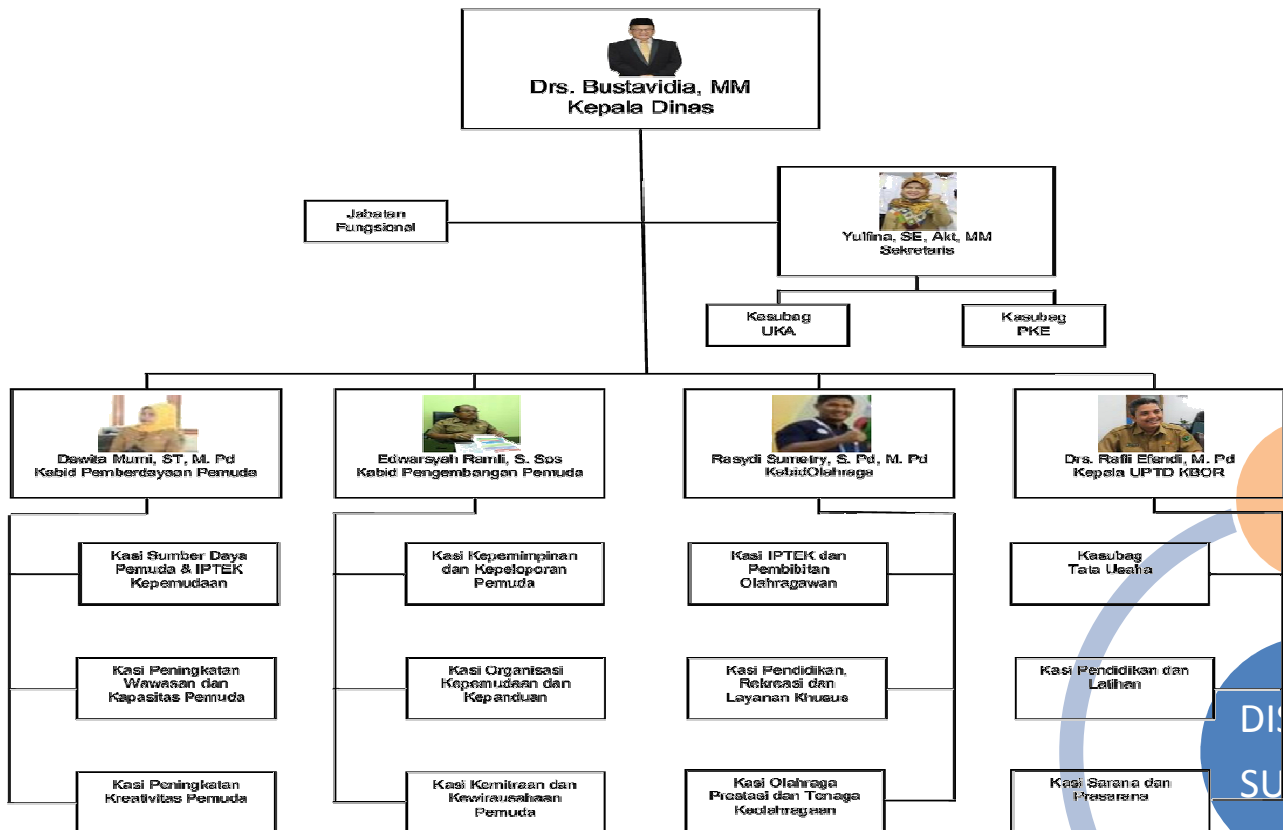 Drs. Bustavidia, MM
Kepala Dinas
Jabatan
Fungsional
Yulfina, SE, Akt, MM
Sekretaris
Kasubag
UKA
Kasubag
PKE
Dewita Murni, ST, M. Pd
Kabid Pemberdayaan Pemuda
Edwarsyah Ramli, S. Sos
Kabid Pengembangan Pemuda
Rasydi Sumetry, S. Pd, M. Pd
KabidOlahraga
Drs. Rafli Efendi, M. Pd
Kepala UPTD KBOR
Kasi Sumber Daya
Pemuda & IPTEK
Kepemudaan
Kasi Kepemimpinan
dan Kepeloporan
Pemuda
Kasi IPTEK dan
Pembibitan
Olahragawan
Kasubag
Tata Usaha
Kasi Peningkatan
Wawasan dan
Kapasitas Pemuda
Kasi Organisasi
Kepemudaan dan
Kepanduan
Kasi Pendidikan,
Rekreasi dan
Layanan Khusus
Kasi Pendidikan dan
Latihan
Kasi Peningkatan
Kreativitas Pemuda
Kasi Kemitraan dan
Kewirausahaan
Pemuda
Kasi Olahraga
Prestasi dan Tenaga
Keolahragaan
Kasi Sarana dan
Prasarana
DIS
SU